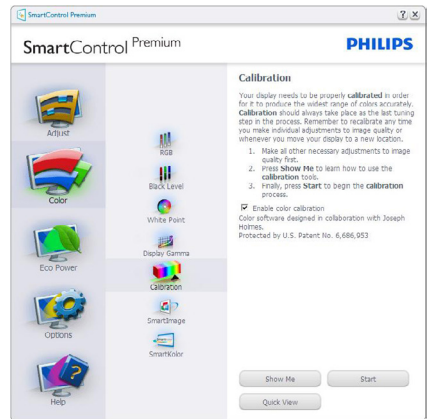 SmartControl Premium
SmartControl Premium
PHILIPS
Adjust
Color
Eco Power
Options
Help
RGB
Black Level
White Point
Display Gamma
Calibration
SmartImage
SmartKolor
Calibration
Your display needs to be properly calibrated in order
for it to produce the widest range of colors accurately.
Calibration should always take place as the last tuning
step in the process. Remember to recalibrate any time
you make individual adjustments to image quality or
whenever you move your display to a new location.
1. Make all other necessary adjustments to image
quality first.
2. Press Show Me to learn how to use the
calibration tools.
3. Finally, press Start to begin the calibration
process.
Enable color calibration
Color software designed in collaboration with Joseph
Holmes.
Protected by U.S. Patent No. 6,686,953
Show Me
Start
Quick View